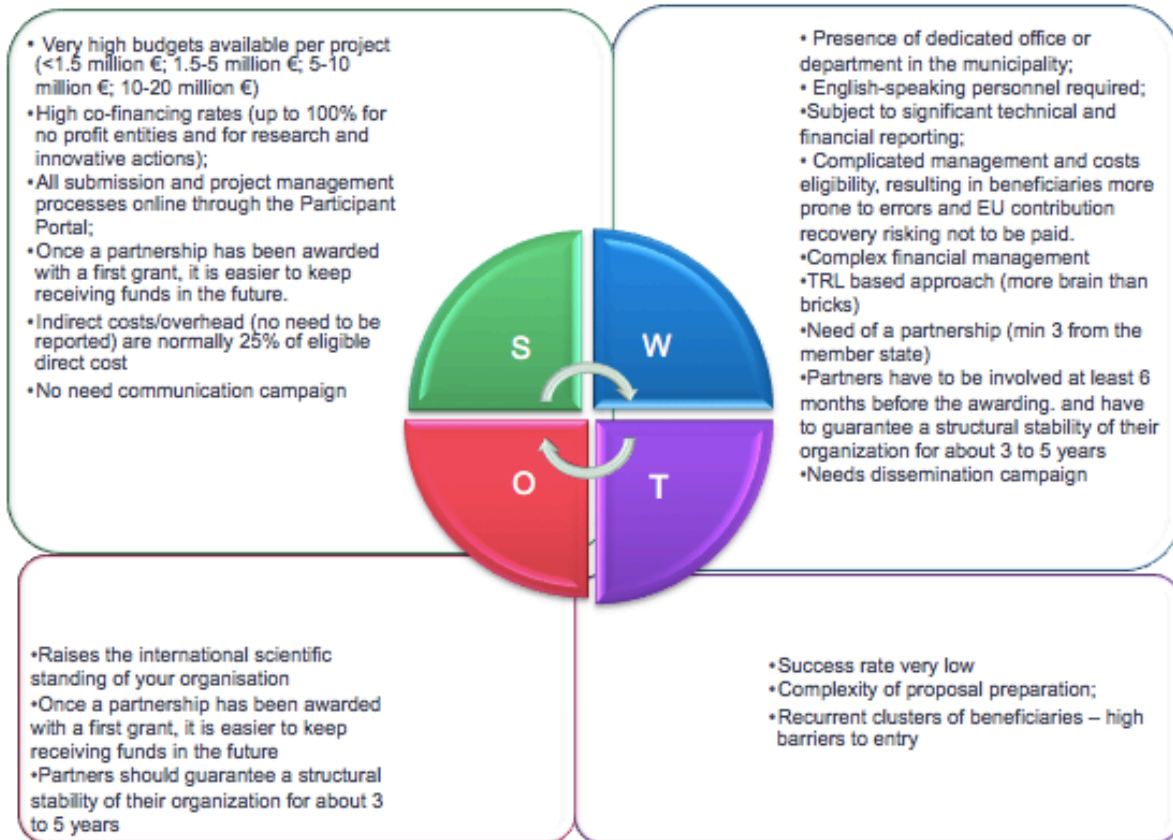 • Very high budgets available per project
(<1.5 million €; 1.5-5 million €; 5-10
million €; 10-20 million €)
•High co-financing rates (up to 100% for
no profit entities and for research and
innovative actions);
•All submission and project management
processes online through the Participant
Portal;
•Once a partnership has been awarded
with a first grant, it is easier to keep
receiving funds in the future.
•Indirect costs/overhead (no need to be
reported) are normally 25% of eligible
direct cost
•No need communication campaign
• Presence of dedicated office or
department in the municipality;
• English-speaking personnel required;
•Subject to significant technical and
financial reporting;
• Complicated management and costs
eligibility, resulting in beneficiaries more
prone to errors and EU contribution
recovery risking not to be paid.
•Complex financial management
•TRL based approach (more brain than
bricks)
•Need of a partnership (min 3 from the
member state)
•Partners have to be involved at least 6
months before the awarding. and have
to guarantee a structural stability of their
organization for about 3 to 5 years
•Needs dissemination campaign
S
W
O
T
•Raises the international scientific
standing of your organisation
•Once a partnership has been awarded
with a first grant, it is easier to keep
receiving funds in the future
•Partners should guarantee a structural
stability of their organization for about 3
to 5 years
•Success rate very low
•Complexity of proposal preparation;
•Recurrent clusters of beneficiaries – high
barriers to entry